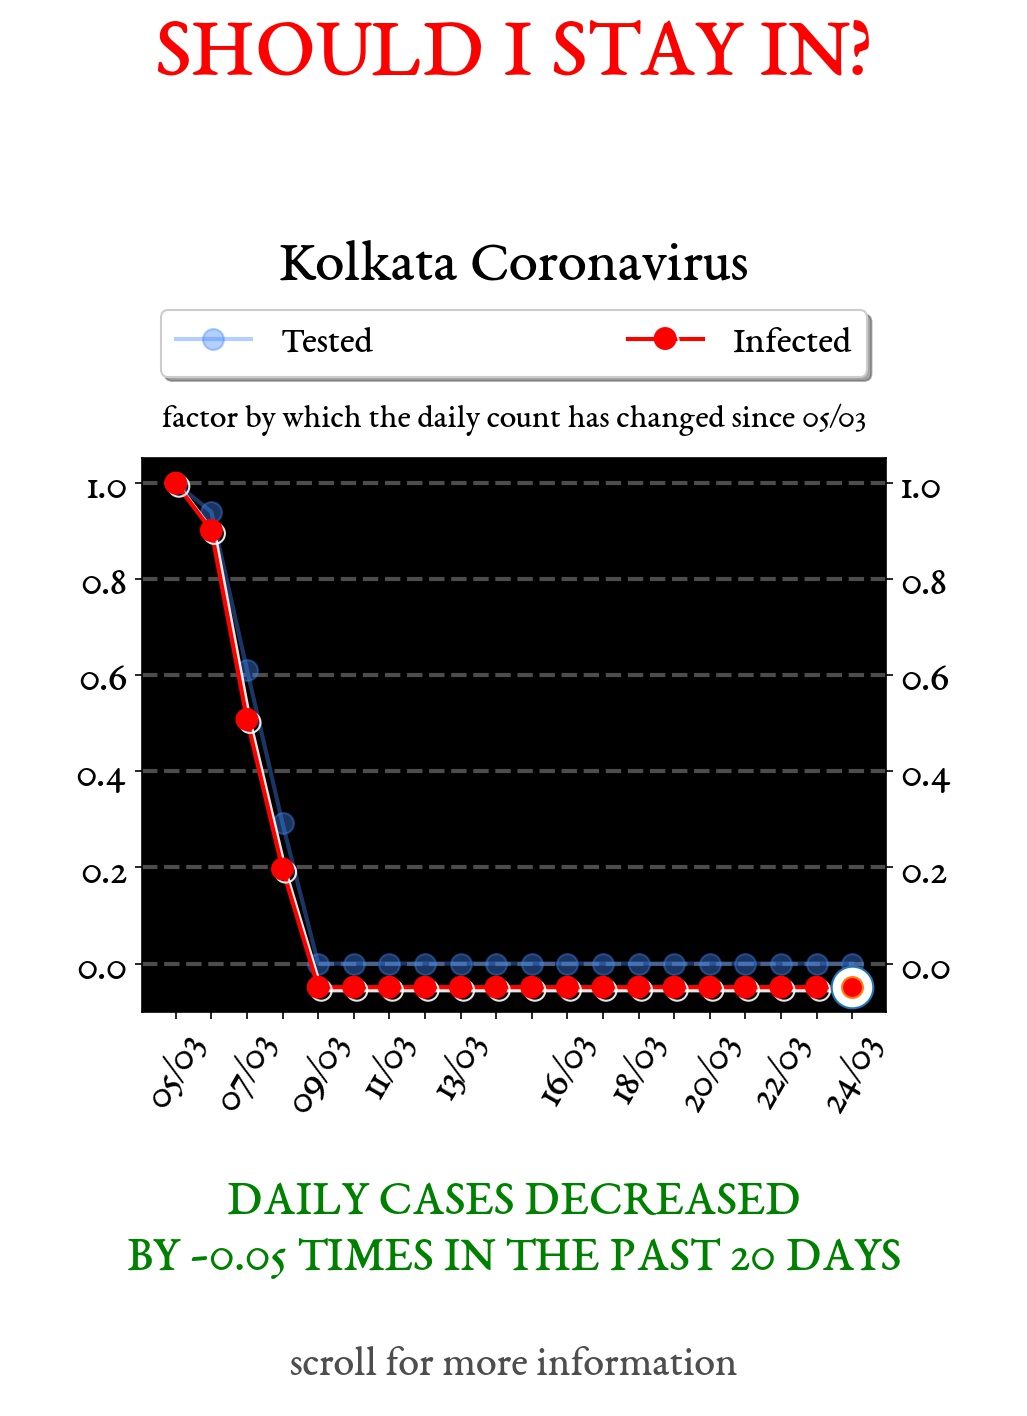 SHOULD I STAY IN?
Kolkata Coronavirus
Tested Infected
factor by which the daily count has changed since 05/03
1.0 1.0
0.8 0.8
0.6 0.6
0.4 0.4
0.2 0.2
0.0 0.0
05/03 07/03 09/03 11/03 13/03 16/03 18/03 20/03 22/03 24/03
DAILY CASES DECREASED
BY -0.05 TIMES IN THE PAST 20 DAYS
scroll for more information